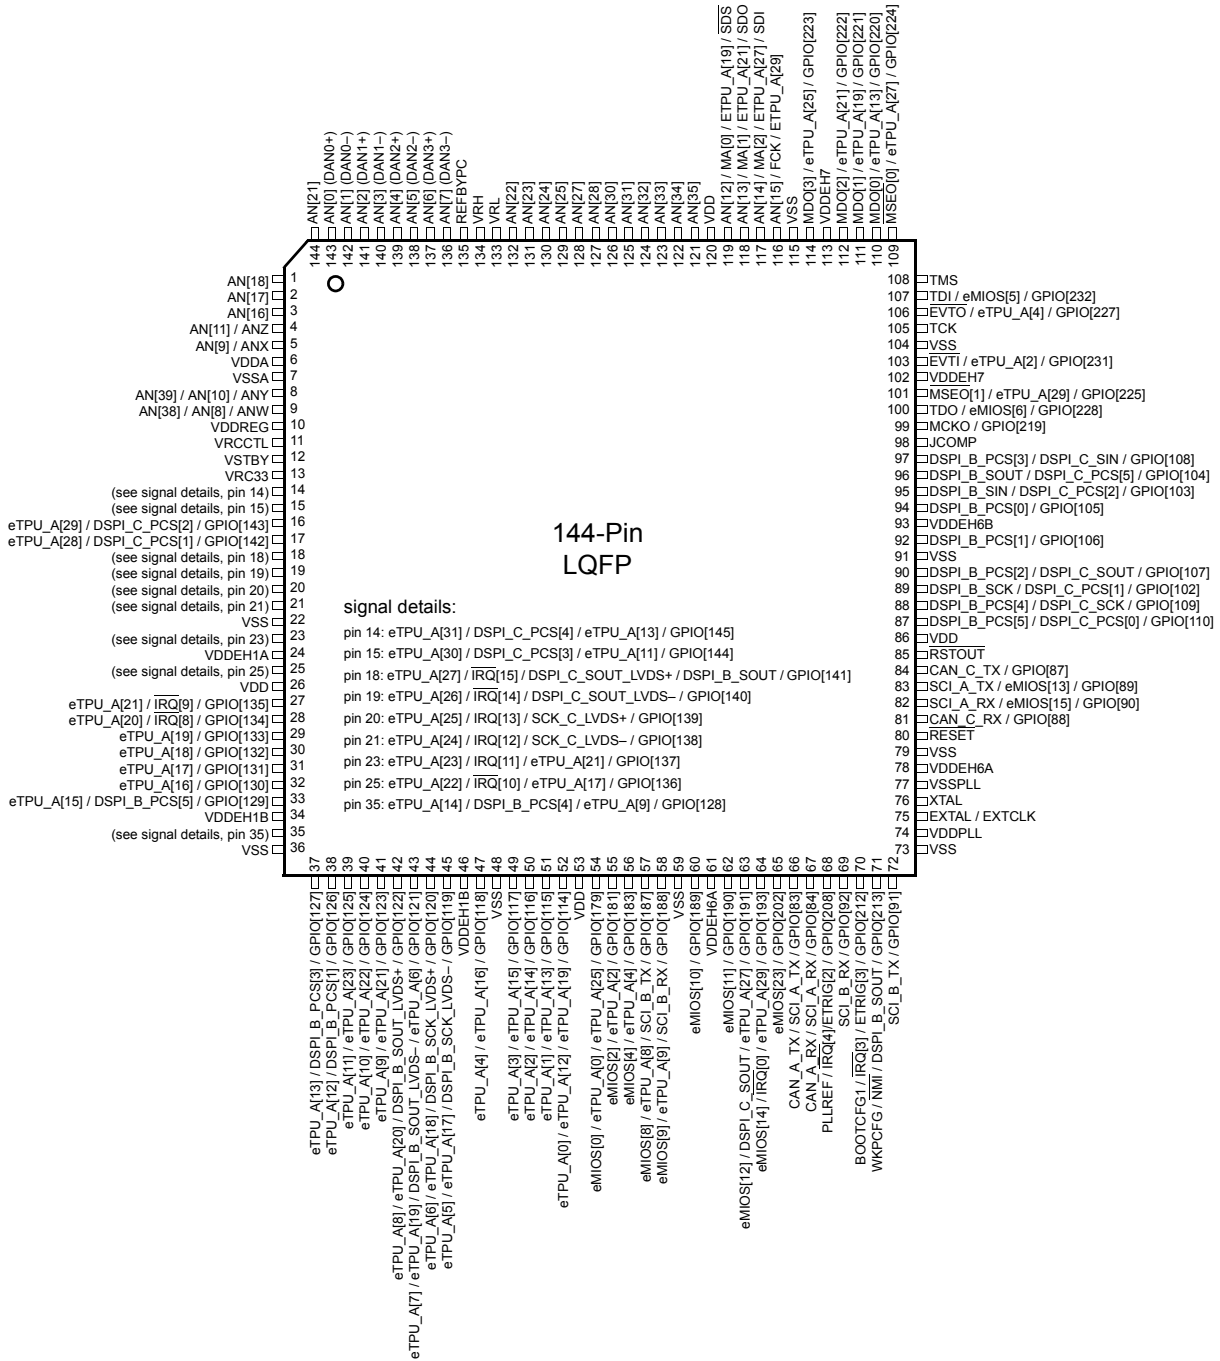 AN[21]
AN[0] (DAN0+)
AN[1] (DAN0–)
AN[2] (DAN1+)
AN[3] (DAN1–)
AN[4] (DAN2+)
AN[5] (DAN2–)
AN[6] (DAN3+)
AN[7] (DAN3–)
REFBYPC
VRH
VRL
AN[22]
AN[23]
AN[24]
AN[25]
AN[27]
AN[28]
AN[30]
AN[31]
AN[32]
AN[33]
AN[34]
AN[35]
VDD
AN[12] / MA[0] / ETPU_A[19] / SDS
AN[13] / MA[1] / ETPU_A[21] / SDO
AN[14] / MA[2] / ETPU_A[27] / SDI
AN[15] / FCK / ETPU_A[29]
VSS
MDO[3] / eTPU_A[25] / GPIO[223]
VDDEH7
MDO[2] / eTPU_A[21] / GPIO[222]
MDO[1] / eTPU_A[19] / GPIO[221]
MDO[0] / eTPU_A[13] / GPIO[220]
MSEO[0] / eTPU_A[27] / GPIO[224]
144 143 142 141 140 139 138 137 136 135 134 133 132 131 130 129 128 127 126 125 124 123 122 121 120 119 118 117 116 115 114 113 112 111 110 109
AN[18] 1
AN[17] 2
AN[16] 3
AN[11] / ANZ 4
AN[9] / ANX 5
VDDA 6
VSSA 7
AN[39] / AN[10] / ANY 8
AN[38] / AN[8] / ANW 9
VDDREG 10
VRCCTL 11
VSTBY 12
VRC33 13
(see signal details, pin 14) 14
(see signal details, pin 15) 15
eTPU_A[29] / DSPI_C_PCS[2] / GPIO[143] 16
eTPU_A[28] / DSPI_C_PCS[1] / GPIO[142] 17
(see signal details, pin 18) 18
(see signal details, pin 19) 19
(see signal details, pin 20) 20
(see signal details, pin 21) 21
VSS 22
(see signal details, pin 23) 23
VDDEH1A 24
(see signal details, pin 25) 25
VDD 26
eTPU_A[21] / IRQ[9] / GPIO[135] 27
eTPU_A[20] / IRQ[8] / GPIO[134] 28
eTPU_A[19] / GPIO[133] 29
eTPU_A[18] / GPIO[132] 30
eTPU_A[17] / GPIO[131] 31
eTPU_A[16] / GPIO[130] 32
eTPU_A[15] / DSPI_B_PCS[5] / GPIO[129] 33
VDDEH1B 34
(see signal details, pin 35) 35
VSS 36
144-Pin
LQFP
signal details:
pin 14: eTPU_A[31] / DSPI_C_PCS[4] / eTPU_A[13] / GPIO[145]
pin 15: eTPU_A[30] / DSPI_C_PCS[3] / eTPU_A[11] / GPIO[144]
pin 18: eTPU_A[27] / IRQ[15] / DSPI_C_SOUT_LVDS+ / DSPI_B_SOUT / GPIO[141]
pin 19: eTPU_A[26] / IRQ[14] / DSPI_C_SOUT_LVDS– / GPIO[140]
pin 20: eTPU_A[25] / IRQ[13] / SCK_C_LVDS+ / GPIO[139]
pin 21: eTPU_A[24] / IRQ[12] / SCK_C_LVDS– / GPIO[138]
pin 23: eTPU_A[23] / IRQ[11] / eTPU_A[21] / GPIO[137]
pin 25: eTPU_A[22] / IRQ[10] / eTPU_A[17] / GPIO[136]
pin 35: eTPU_A[14] / DSPI_B_PCS[4] / eTPU_A[9] / GPIO[128]
108 TMS
107 TDI / eMIOS[5] / GPIO[232]
106 EVTO / eTPU_A[4] / GPIO[227]
105 TCK
104 VSS
103 EVTI / eTPU_A[2] / GPIO[231]
102 VDDEH7
101 MSEO[1] / eTPU_A[29] / GPIO[225]
100 TDO / eMIOS[6] / GPIO[228]
99 MCKO / GPIO[219]
98 JCOMP
97 DSPI_B_PCS[3] / DSPI_C_SIN / GPIO[108]
96 DSPI_B_SOUT / DSPI_C_PCS[5] / GPIO[104]
95 DSPI_B_SIN / DSPI_C_PCS[2] / GPIO[103]
94 DSPI_B_PCS[0] / GPIO[105]
93 VDDEH6B
92 DSPI_B_PCS[1] / GPIO[106]
91 VSS
90 DSPI_B_PCS[2] / DSPI_C_SOUT / GPIO[107]
89 DSPI_B_SCK / DSPI_C_PCS[1] / GPIO[102]
88 DSPI_B_PCS[4] / DSPI_C_SCK / GPIO[109]
87 DSPI_B_PCS[5] / DSPI_C_PCS[0] / GPIO[110]
86 VDD
85 RSTOUT
84 CAN_C_TX / GPIO[87]
83 SCI_A_TX / eMIOS[13] / GPIO[89]
82 SCI_A_RX / eMIOS[15] / GPIO[90]
81 CAN_C_RX / GPIO[88]
80 RESET
79 VSS
78 VDDEH6A
77 VSSPLL
76 XTAL
75 EXTAL / EXTCLK
74 VDDPLL
73 VSS
37 38 39 40 41 42 43 44 45 46 47 48 49 50 51 52 53 54 55 56 57 58 59 60 61 62 63 64 65 66 67 68 69 70 71 72
eTPU_A[13] / DSPI_B_PCS[3] / GPIO[127]
eTPU_A[12] / DSPI_B_PCS[1] / GPIO[126]
eTPU_A[11] / eTPU_A[23] / GPIO[125]
eTPU_A[10] / eTPU_A[22] / GPIO[124]
eTPU_A[9] / eTPU_A[21] / GPIO[123]
eTPU_A[8] / eTPU_A[20] / DSPI_B_SOUT_LVDS+ / GPIO[122]
eTPU_A[7] / eTPU_A[19] / DSPI_B_SOUT_LVDS– / eTPU_A[6] / GPIO[121]
eTPU_A[6] / eTPU_A[18] / DSPI_B_SCK_LVDS+ / GPIO[120]
eTPU_A[5] / eTPU_A[17] / DSPI_B_SCK_LVDS– / GPIO[119]
VDDEH1B
eTPU_A[4] / eTPU_A[16] / GPIO[118]
VSS
eTPU_A[3] / eTPU_A[15] / GPIO[117]
eTPU_A[2] / eTPU_A[14] / GPIO[116]
eTPU_A[1] / eTPU_A[13] / GPIO[115]
eTPU_A[0] / eTPU_A[12] / eTPU_A[19] / GPIO[114]
VDD
eMIOS[0] / eTPU_A[0] / eTPU_A[25] / GPIO[179]
eMIOS[2] / eTPU_A[2] / GPIO[181]
eMIOS[4] / eTPU_A[4] / GPIO[183]
eMIOS[8] / eTPU_A[8] / SCI_B_TX / GPIO[187]
eMIOS[9] / eTPU_A[9] / SCI_B_RX / GPIO[188]
VSS
eMIOS[10] / GPIO[189]
VDDEH6A
eMIOS[11] / GPIO[190]
eMIOS[12] / DSPI_C_SOUT / eTPU_A[27] / GPIO[191]
eMIOS[14] / IRQ[0] / eTPU_A[29] / GPIO[193]
eMIOS[23] / GPIO[202]
CAN_A_TX / SCI_A_TX / GPIO[83]
CAN_A_RX / SCI_A_RX / GPIO[84]
PLLREF / IRQ[4]/ETRIG[2] / GPIO[208]
SCI_B_RX / GPIO[92]
BOOTCFG1 / IRQ[3] / ETRIG[3] / GPIO[212]
WKPCFG / NMI / DSPI_B_SOUT / GPIO[213]
SCI_B_TX / GPIO[91]